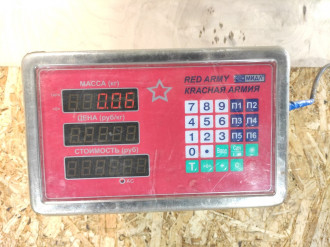 RED ARMY МИДЛ
МАССА (кг)
КРАСНАЯ АРМИЯ
0.06
7 8 9 П1 П2
ЦЕНА (руб/кг)
4 5 6 П3 П4
1 2 3 П5 П6
СТОИМОСТЬ (руб)
0
T